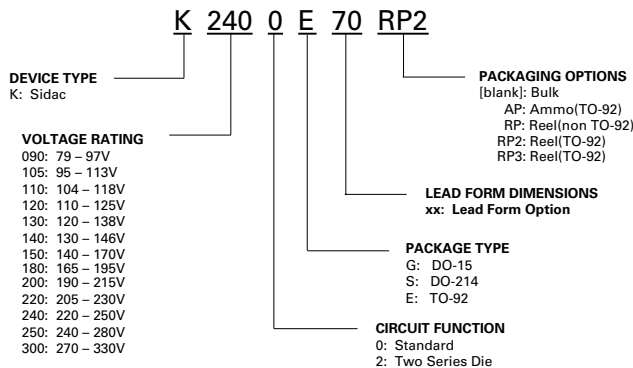 K 240 0 E 70 RP2
DEVICE TYPE
K: Sidac
VOLTAGE RATING
090: 79 – 97V
105: 95 – 113V
110: 104 – 118V
120: 110 – 125V
130: 120 – 138V
140: 130 – 146V
150: 140 – 170V
180: 165 – 195V
200: 190 – 215V
220: 205 – 230V
240: 220 – 250V
250: 240 – 280V
300: 270 – 330V
PACKAGING OPTIONS
[blank]: Bulk
AP: Ammo(TO-92)
RP: Reel(non TO-92)
RP2: Reel(TO-92)
RP3: Reel(TO-92)
LEAD FORM DIMENSIONS
xx: Lead Form Option
PACKAGE TYPE
G: DO-15
S: DO-214
E: TO-92
CIRCUIT FUNCTION
0: Standard
2: Two Series Die